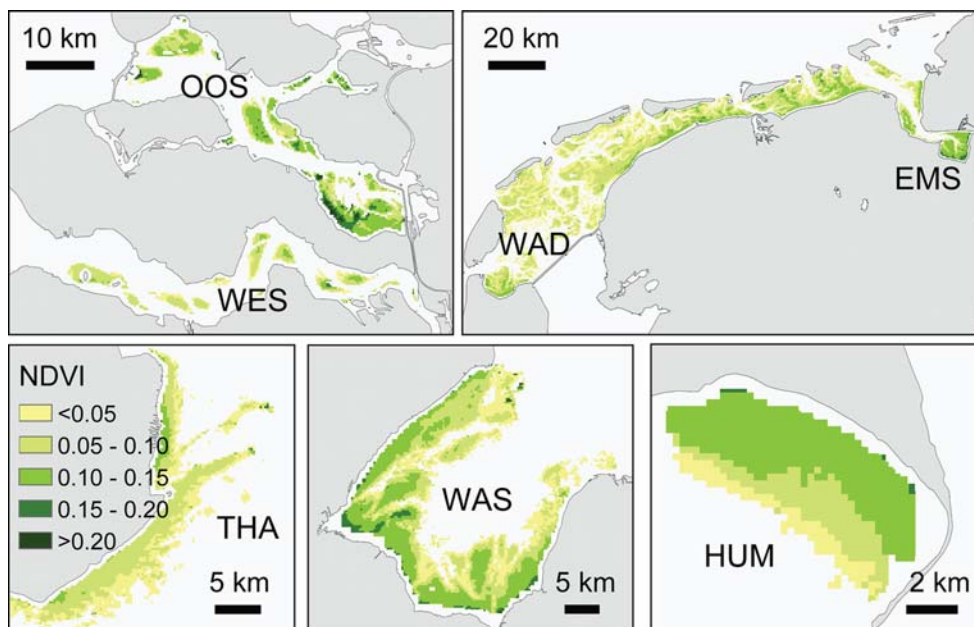 10 km
OOS
WES
20 km
EMS
WAD
NDVI
<0.05
0.05 - 0.10
0.10 - 0.15
0.15 - 0.20
>0.20
THA
5 km
WAS
5 km
HUM
2 km